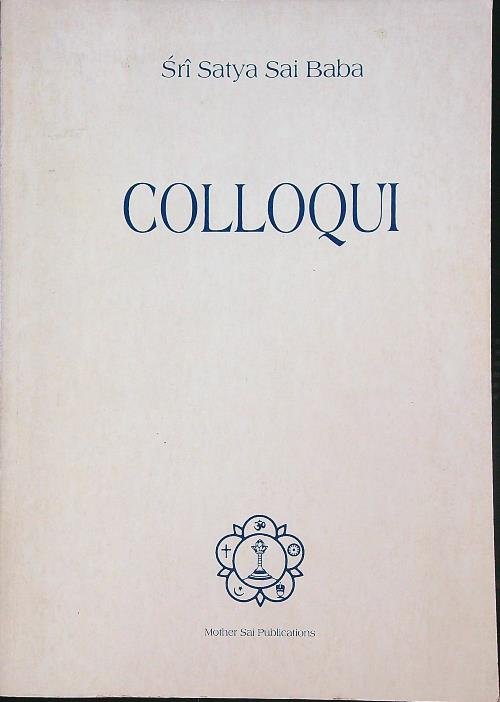 Śrî Satya Sai Baba
COLLOQUI
ॐ
Mother Sai Publications